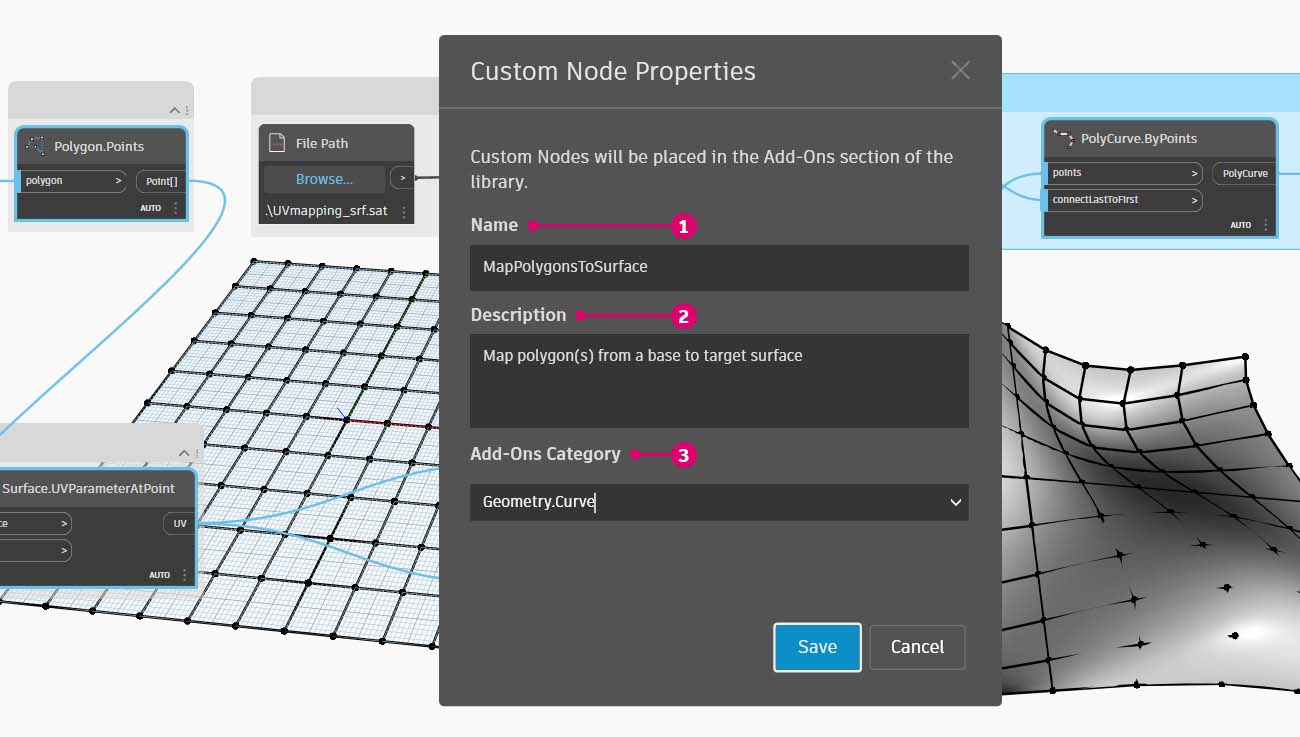 Custom Node Properties
Custom Nodes will be placed in the Add-Ons section of the
library.
Name
1
MapPolygonsToSurface
Description
2
Map polygon(s) from a base to target surface
Add-Ons Category
3
Geometry.Curve
Save
Cancel
Polygon.Points
polygon >
Point[]
AUTO
File Path
Browse...
>
.\UVmapping_srf.sat
Surface.UVParameterAtPoint
ce >
UV
>
AUTO
PolyCurve.ByPoints
points >
PolyCurve
connectLastToFirst >
AUTO